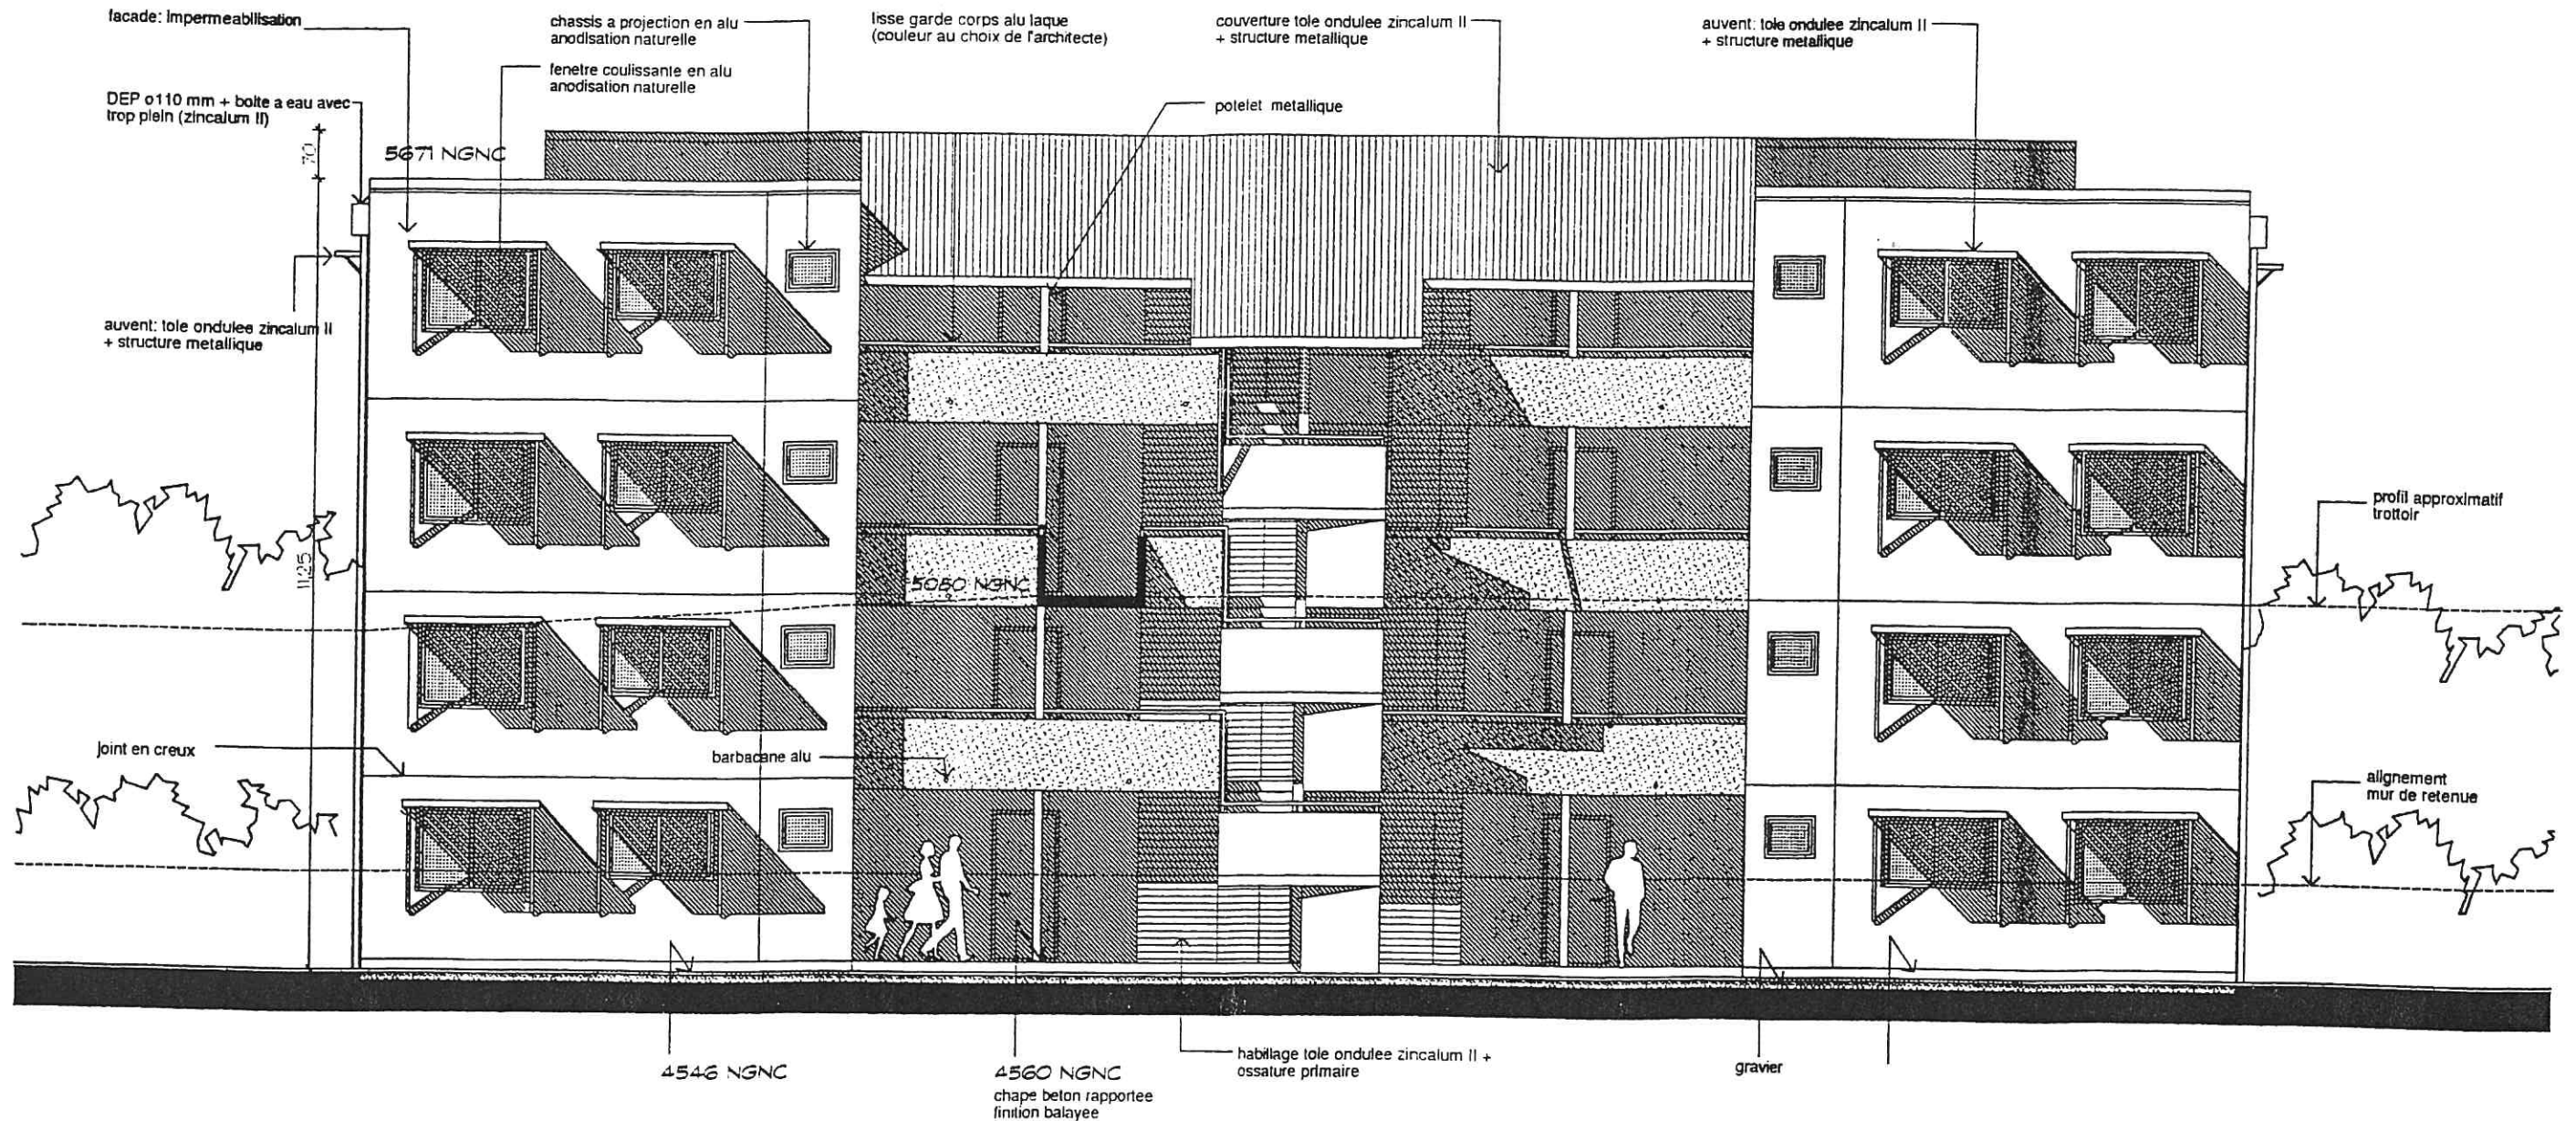 facade: impermeabilisation
chassis a projection en alu
anodisation naturelle
lisse garde corps alu laque
(couleur au choix de l'architecte)
couverture tole ondulee zincalum II
+ structure metallique
auvent: tole ondulee zincalum II
+ structure metallique
fenetre coulissante en alu
anodisation naturelle
DEP o110 mm + boite a eau avec
trop plein (zincalum II)
potelet metallique
70
5671 NGNC
auvent: tole ondulee zincalum II
+ structure metallique
profil approximatif
trottoir
1125
5050 NGNC
joint en creux
barbacane alu
alignement
mur de retenue
habillage tole ondulee zincalum II +
ossature primaire
gravier
4546 NGNC
4560 NGNC
chape beton rapportee
finition balayee